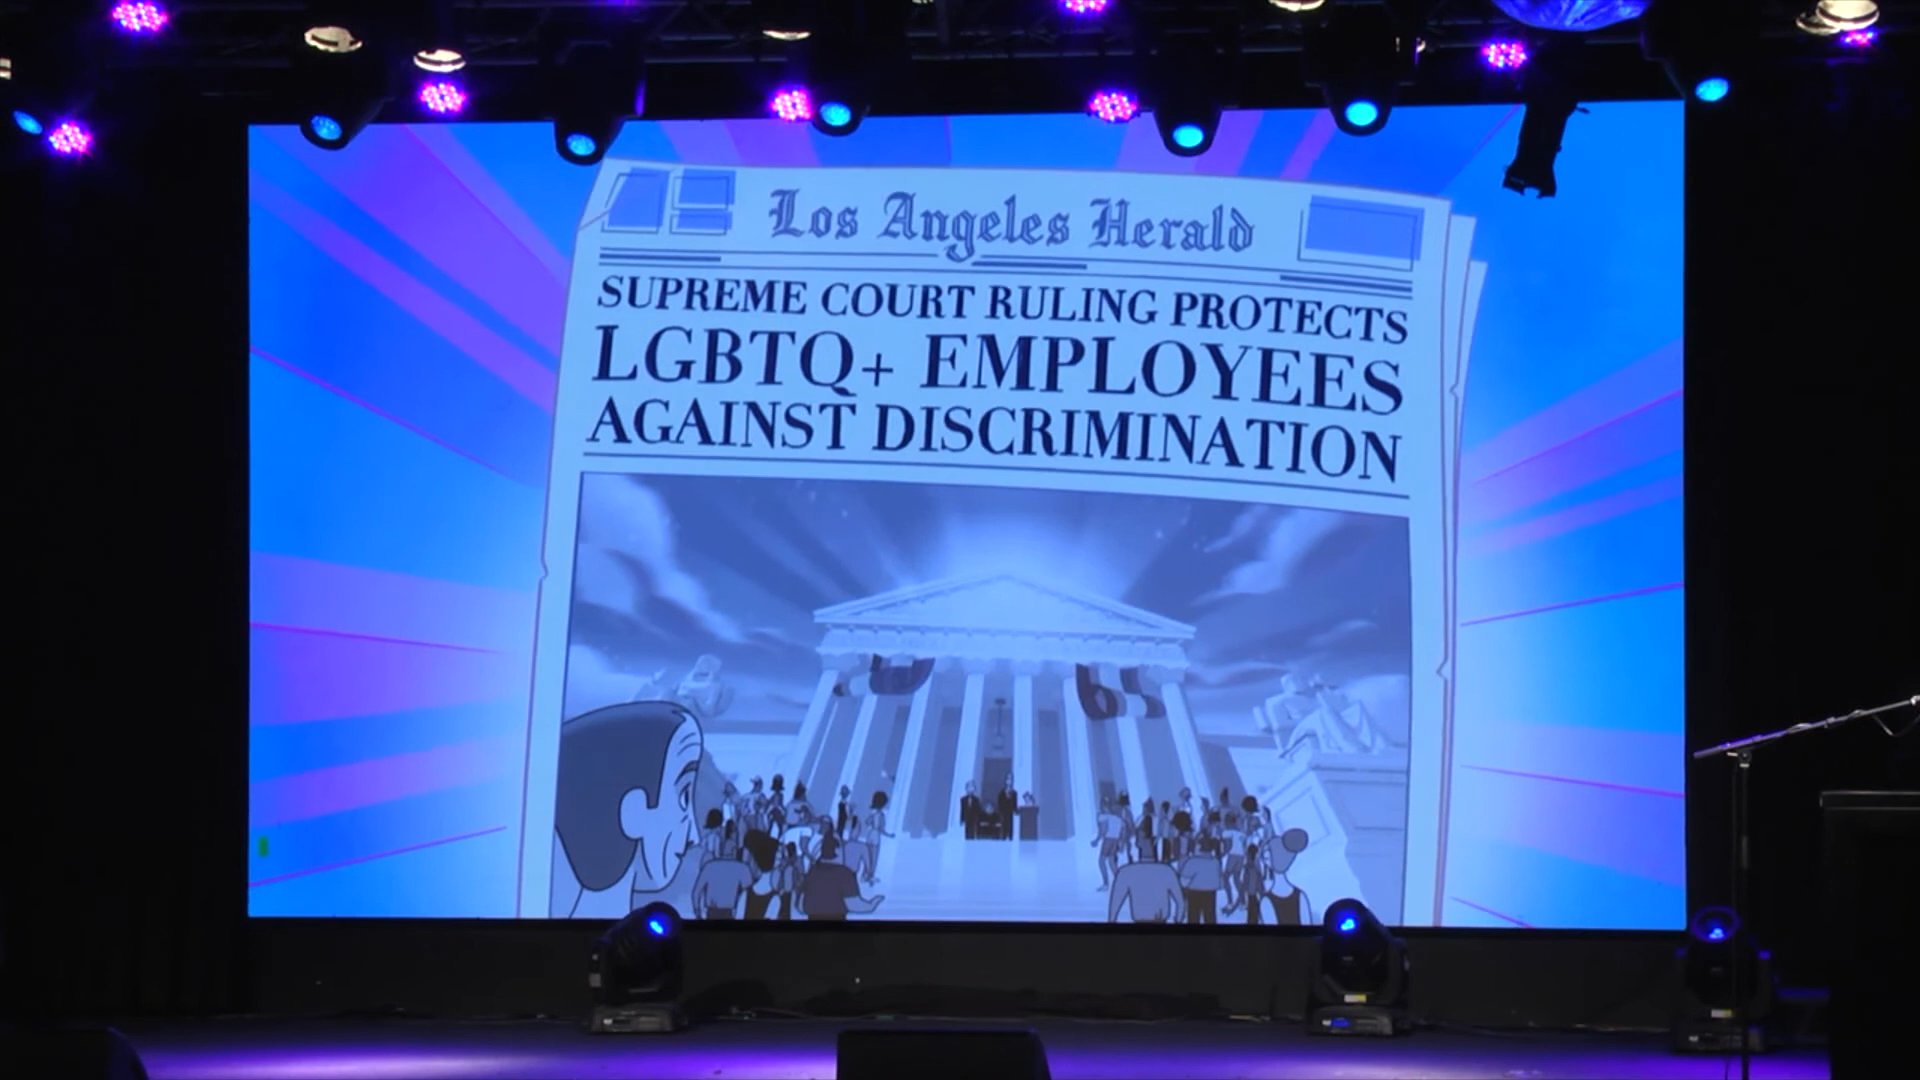 Los Angeles Herald
SUPREME COURT RULING PROTECTS
LGBTQ+ EMPLOYEES
AGAINST DISCRIMINATION